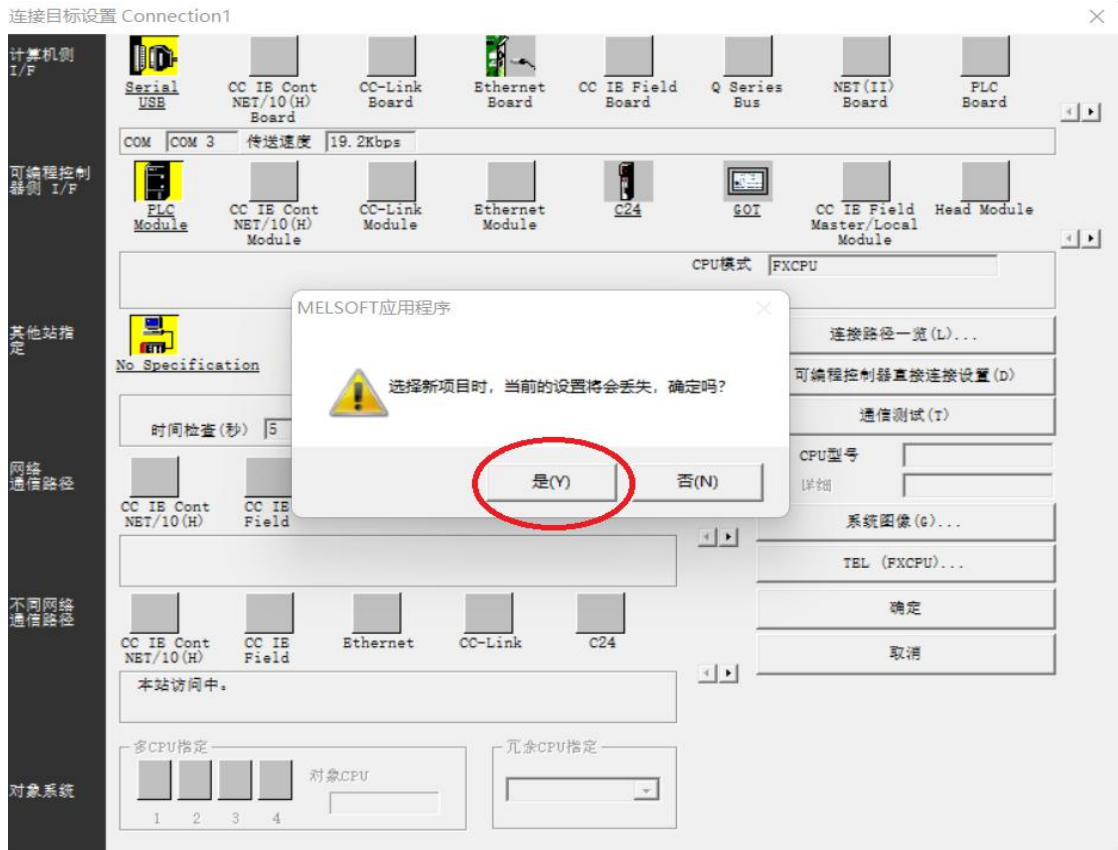 连接目标设置 Connection1
计算机侧
I/F
Serial
USB
CC IE Cont
NET/10(H)
Board
CC-Link
Board
Ethernet
Board
CC IE Field
Board
Q Series
Bus
NET(II)
Board
PLC
Board
COM COM 3 传送速度 19.2Kbps
可编程控制
器侧 I/F
PLC
Module
CC IE Cont
NET/10(H)
Module
CC-Link
Module
Ethernet
Module
C24
GOT
CC IE Field
Master/Local
Module
Head Module
CPU模式 FXCPU
MELSOFT应用程序
选择新项目时，当前的设置将会丢失，确定吗?
是(Y)
否(N)
其他站指
定
No Specification
时间检查(秒) 5
连接路径一览(L)...
可编程控制器直接连接设置(D)
通信测试(T)
CPU型号
详细
系统图像(G)...
TEL (FXCPU)...
确定
取消
网络
通信路径
CC IE Cont
NET/10(H)
CC IE
Field
不同网络
通信路径
CC IE Cont
NET/10(H)
CC IE
Field
Ethernet
CC-Link
C24
本站访问中。
对象系统
多CPU指定
1 2 3 4
对象CPU
冗余CPU指定